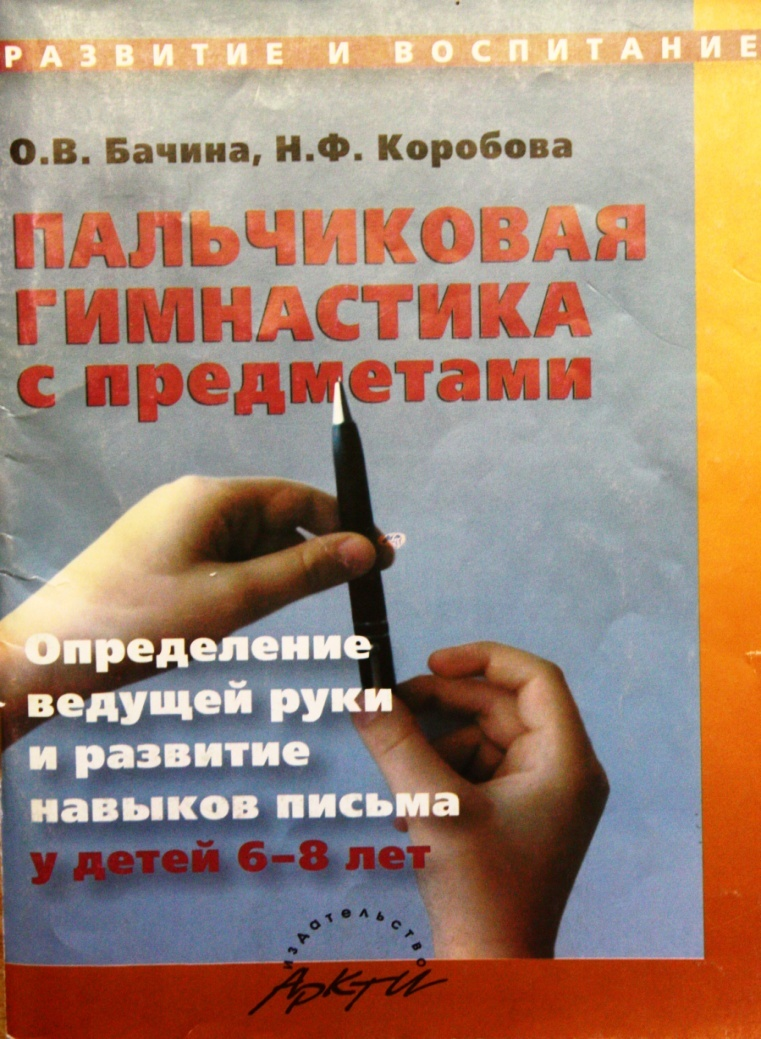 РАЗВИТИЕ И ВОСПИТАНИЕ
О.В. Бачина, Н.Ф. Коробова
ПАЛЬЧИКОВАЯ
ГИМНАСТИКА
с предметами
Определение
ведущей руки
и развитие
навыков письма
у детей 6–8 лет
издательство
АРКТИ